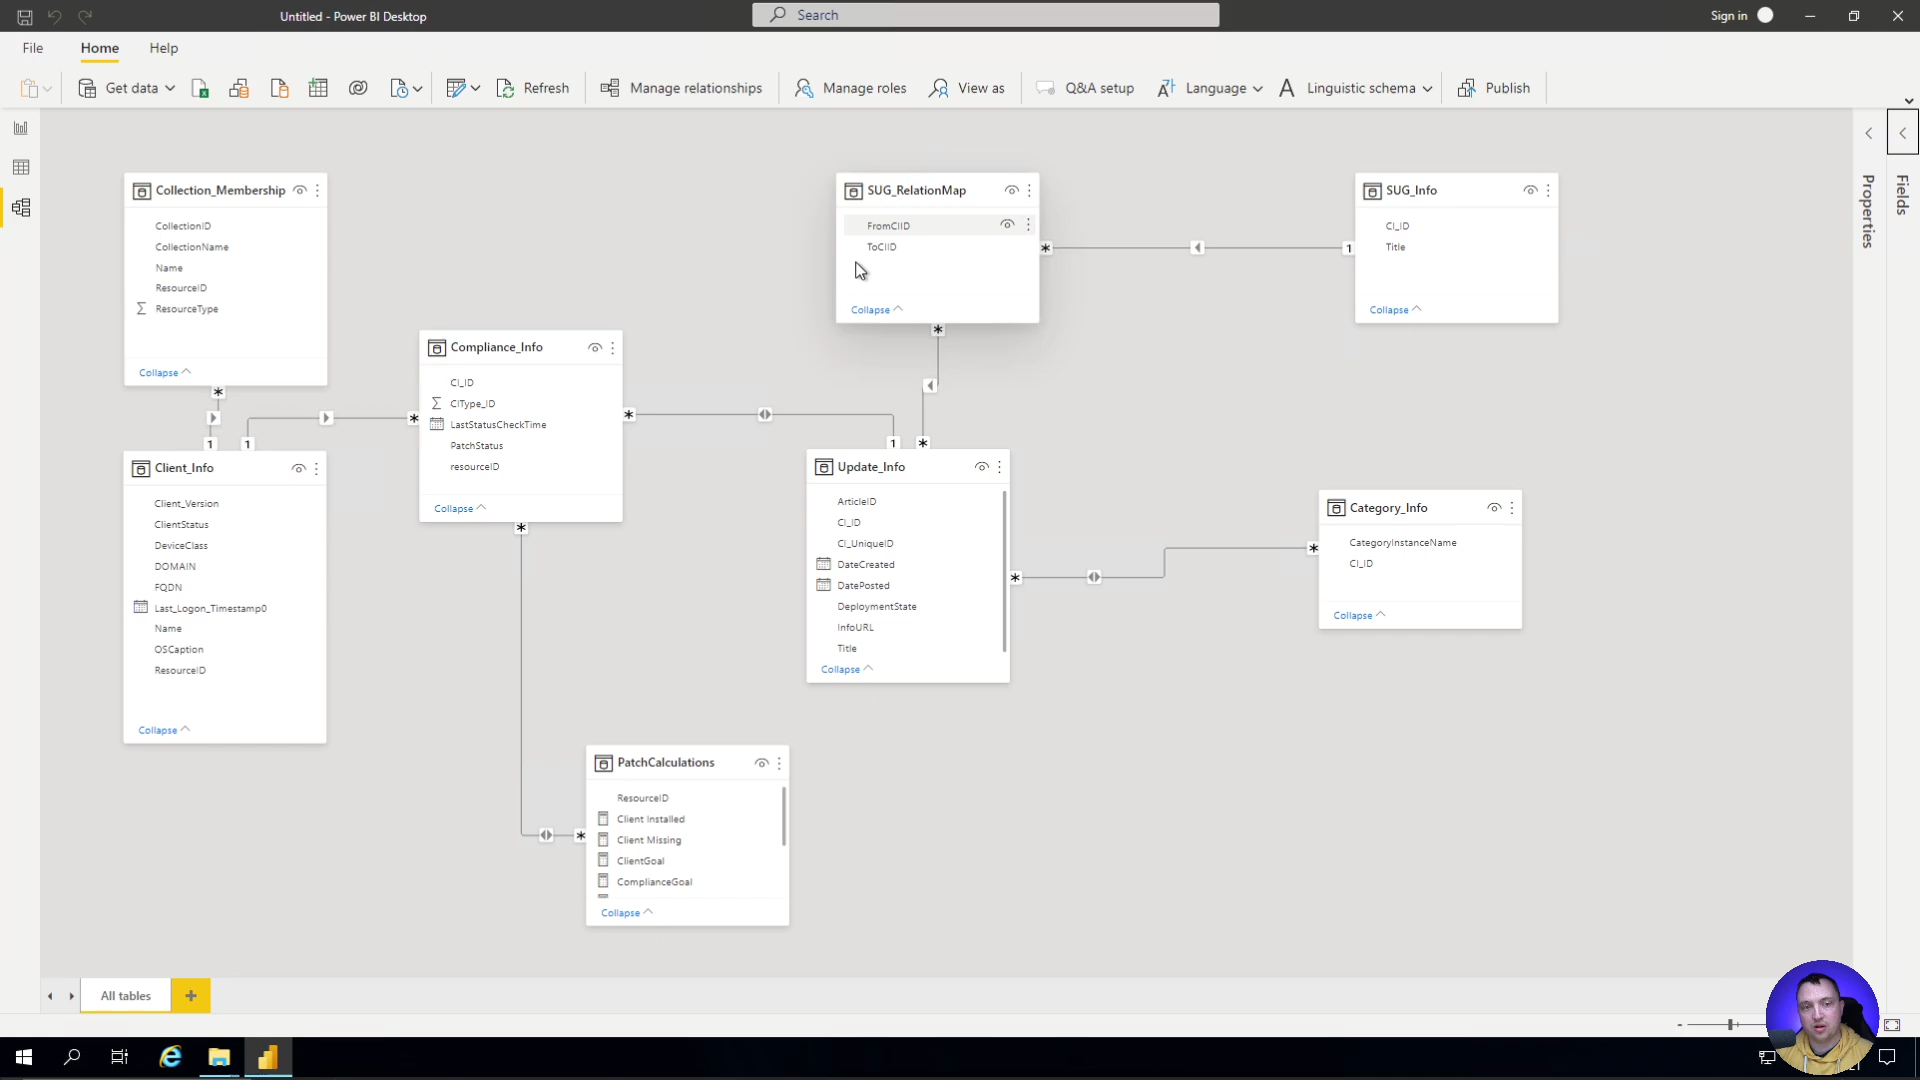 Untitled - Power BI Desktop
Search
Sign in
File
Home
Help
Get data
Refresh
Manage relationships
Manage roles
View as
Q&A setup
Language
Linguistic schema
Publish
Collection_Membership
CollectionID
CollectionName
Name
ResourceID
ResourceType
Collapse
*
1
1
*
Client_Info
Client_Version
ClientStatus
DeviceClass
DOMAIN
FQDN
Last_Logon_Timestamp0
Name
OSCaption
ResourceID
Collapse
Compliance_Info
CI_ID
CIType_ID
LastStatusCheckTime
PatchStatus
resourceID
Collapse
*
*
1
*
*
SUG_RelationMap
FromCIID
ToCIID
Collapse
*
1
SUG_Info
CI_ID
Title
Collapse
Update_Info
ArticleID
CI_ID
CI_UniqueID
DateCreated
DatePosted
DeploymentState
InfoURL
Title
Collapse
*
*
Category_Info
CategoryInstanceName
CI_ID
Collapse
*
PatchCalculations
ResourceID
Client Installed
Client Missing
ClientGoal
ComplianceGoal
Collapse
Properties
Fields
All tables